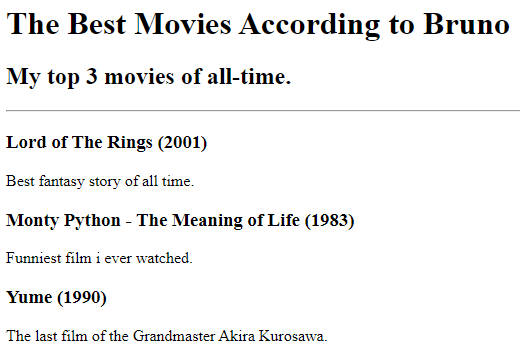 The Best Movies According to Bruno
My top 3 movies of all-time.
Lord of The Rings (2001)
Best fantasy story of all time.
Monty Python - The Meaning of Life (1983)
Funniest film i ever watched.
Yume (1990)
The last film of the Grandmaster Akira Kurosawa.